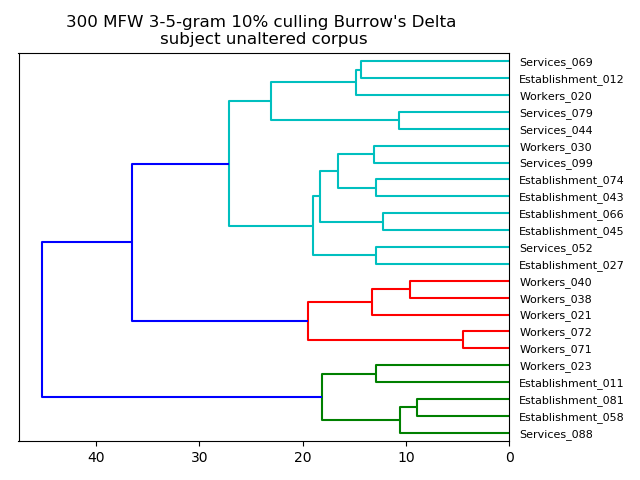 300 MFW 3-5-gram 10% culling Burrow's Delta
subject unaltered corpus
Services_069
Establishment_012
Workers_020
Services_079
Services_044
Workers_030
Services_099
Establishment_074
Establishment_043
Establishment_066
Establishment_045
Services_052
Establishment_027
Workers_040
Workers_038
Workers_021
Workers_072
Workers_071
Workers_023
Establishment_011
Establishment_081
Establishment_058
Services_088
40 30 20 10 0